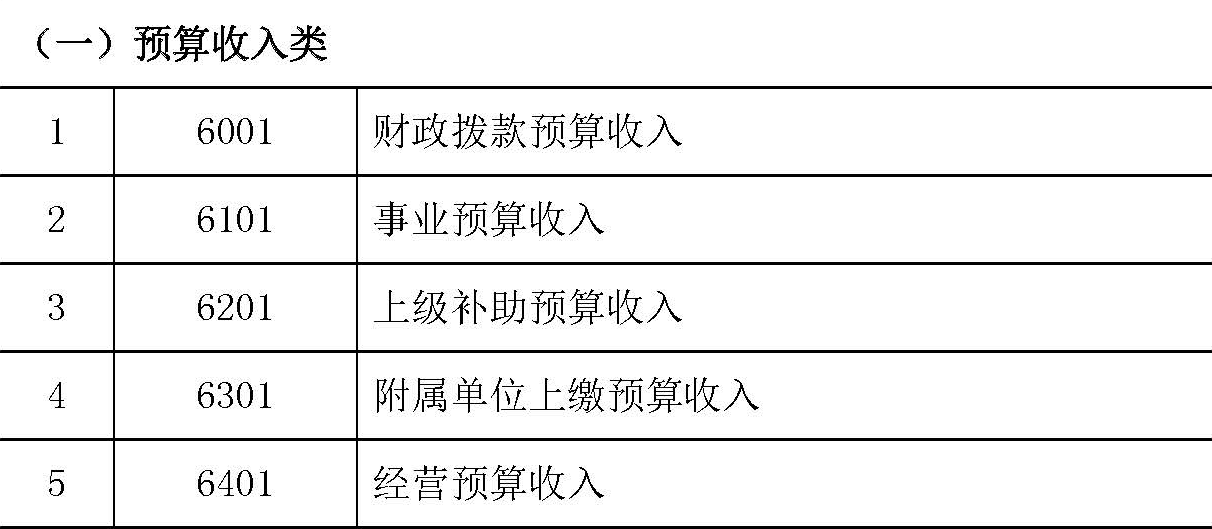 （一）预算收入类
1 6001 财政拨款预算收入
2 6101 事业预算收入
3 6201 上级补助预算收入
4 6301 附属单位上缴预算收入
5 6401 经营预算收入